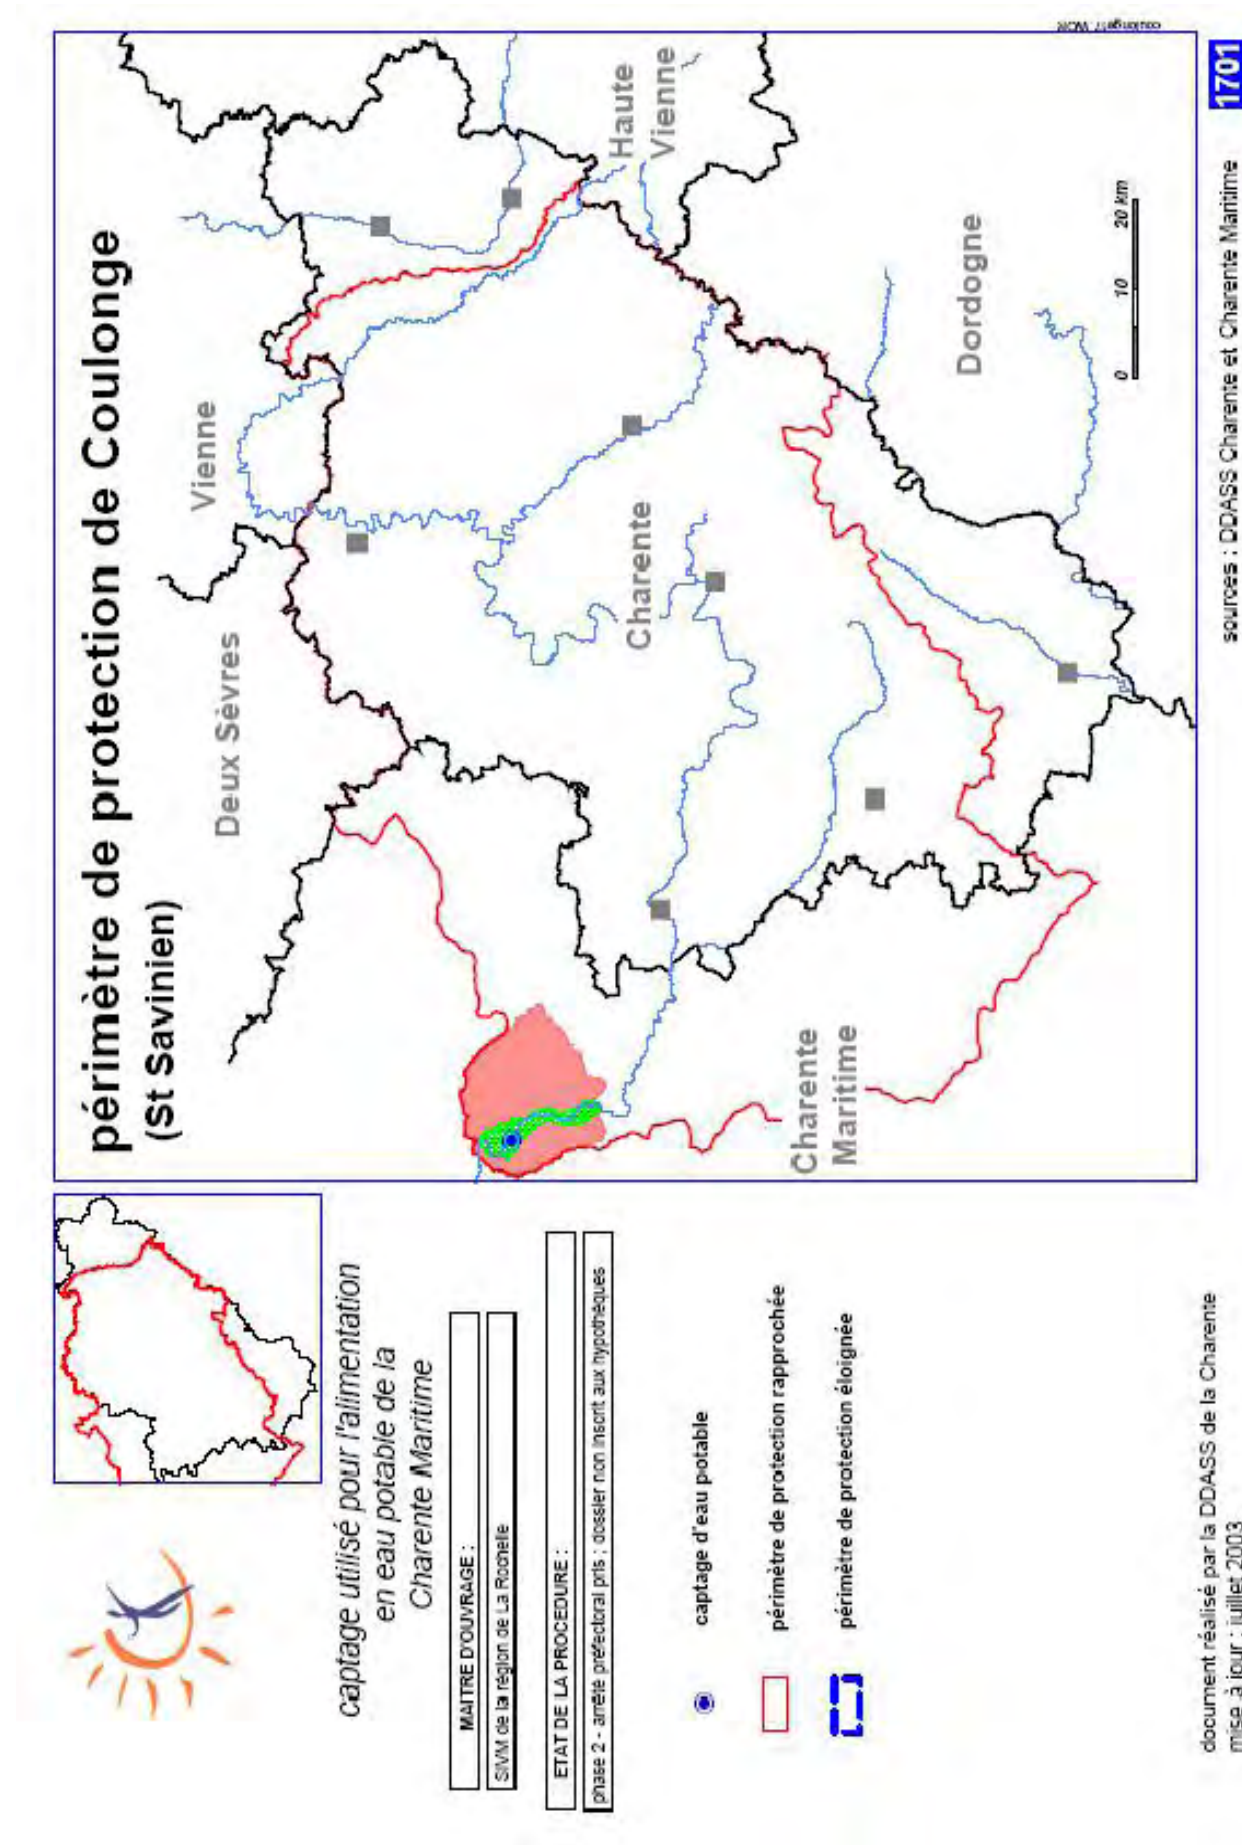 périmètre de protection de Coulonge
(St Savinien)
coulonge17.WOR
1701
Deux Sèvres
Vienne
Haute
Vienne
Charente
Dordogne
Charente
Maritime
0 10 20 km
sources : DDASS Charente et Charente Maritime
captage utilisé pour l'alimentation
en eau potable de la
Charente Maritime
MAITRE D'OUVRAGE :
SIVM de la région de La Rochelle
ETAT DE LA PROCEDURE :
phase 2 - arrêté préfectoral pris ; dossier non inscrit aux hypothèques
captage d'eau potable
périmètre de protection rapprochée
périmètre de protection éloignée
document réalisé par la DDASS de la Charente
mise à jour : juillet 2003